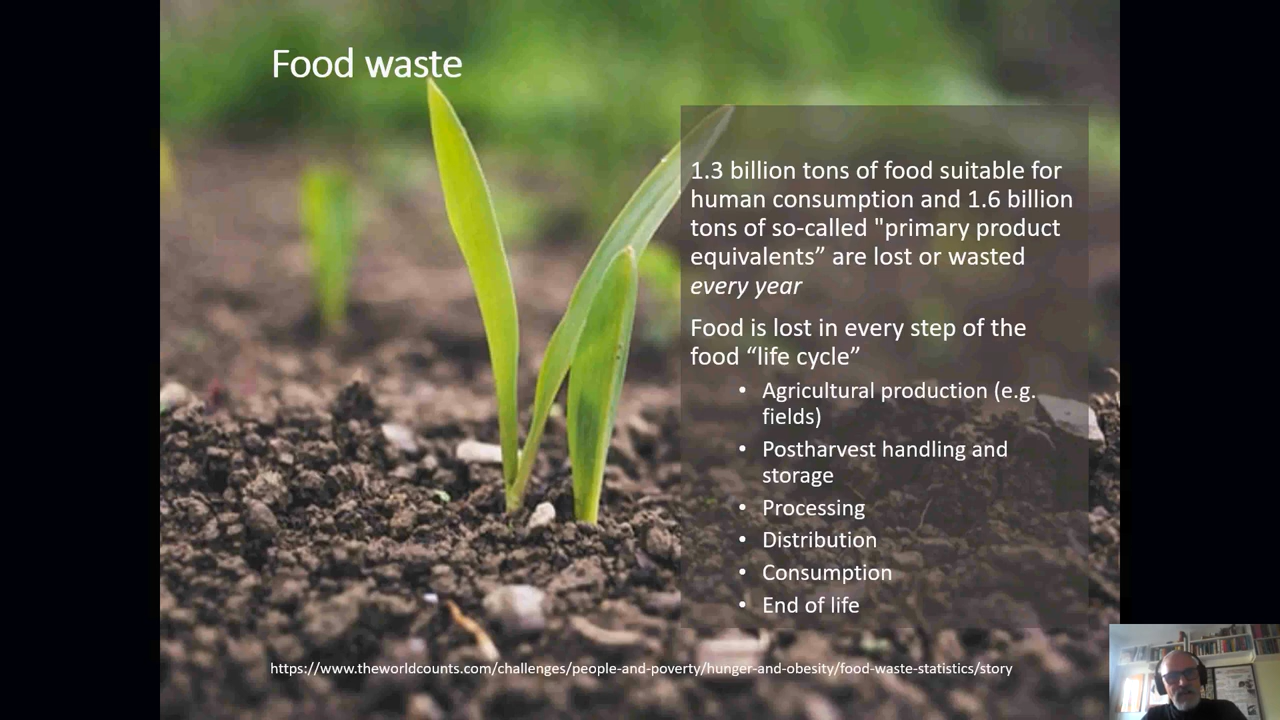 Food waste
1.3 billion tons of food suitable for
human consumption and 1.6 billion
tons of so-called "primary product
equivalents” are lost or wasted
every year
Food is lost in every step of the
food “life cycle”
• Agricultural production (e.g.
fields)
• Postharvest handling and
storage
• Processing
• Distribution
• Consumption
• End of life
https://www.theworldcounts.com/challenges/people-and-poverty/hunger-and-obesity/food-waste-statistics/story